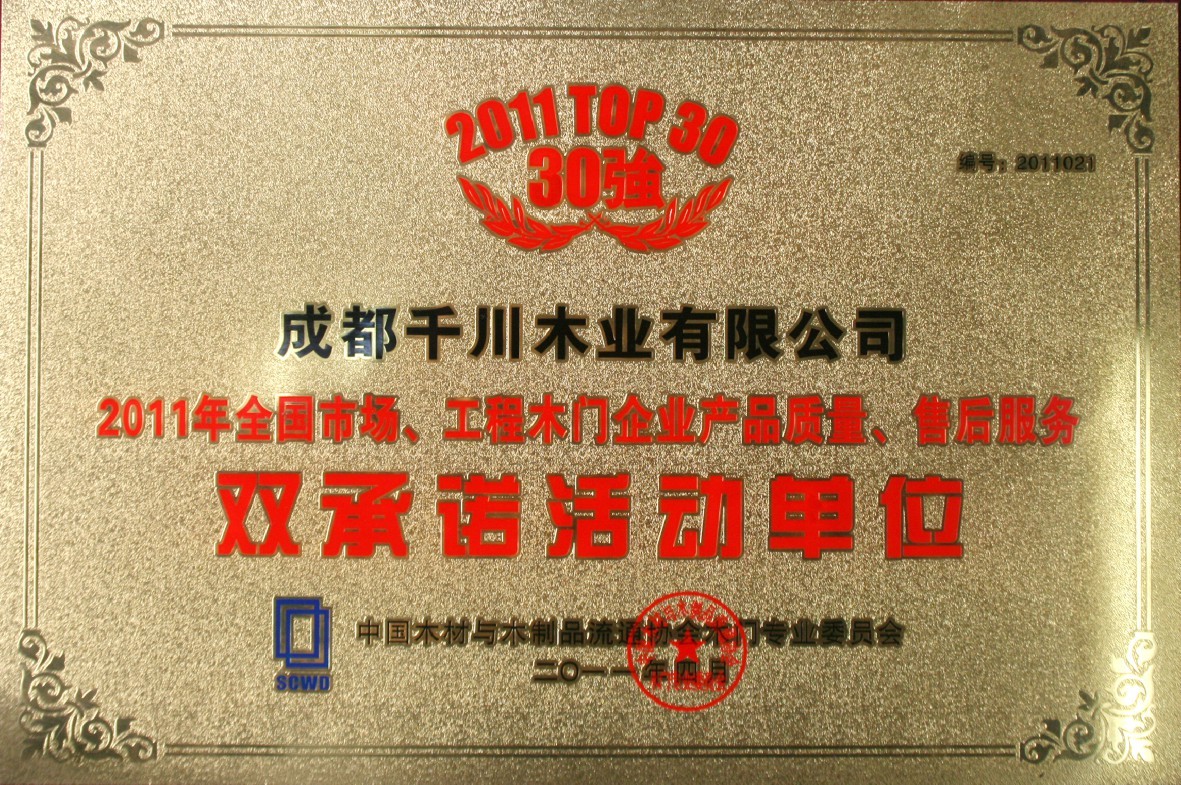 2011 TOP 30
30強
编号：2011021
成都千川木业有限公司
2011年全国市场、工程木门企业产品质量、售后服务
双承诺活动单位
中国木材与木制品流通协会木门专业委员会
二〇一一年四月
SCWD